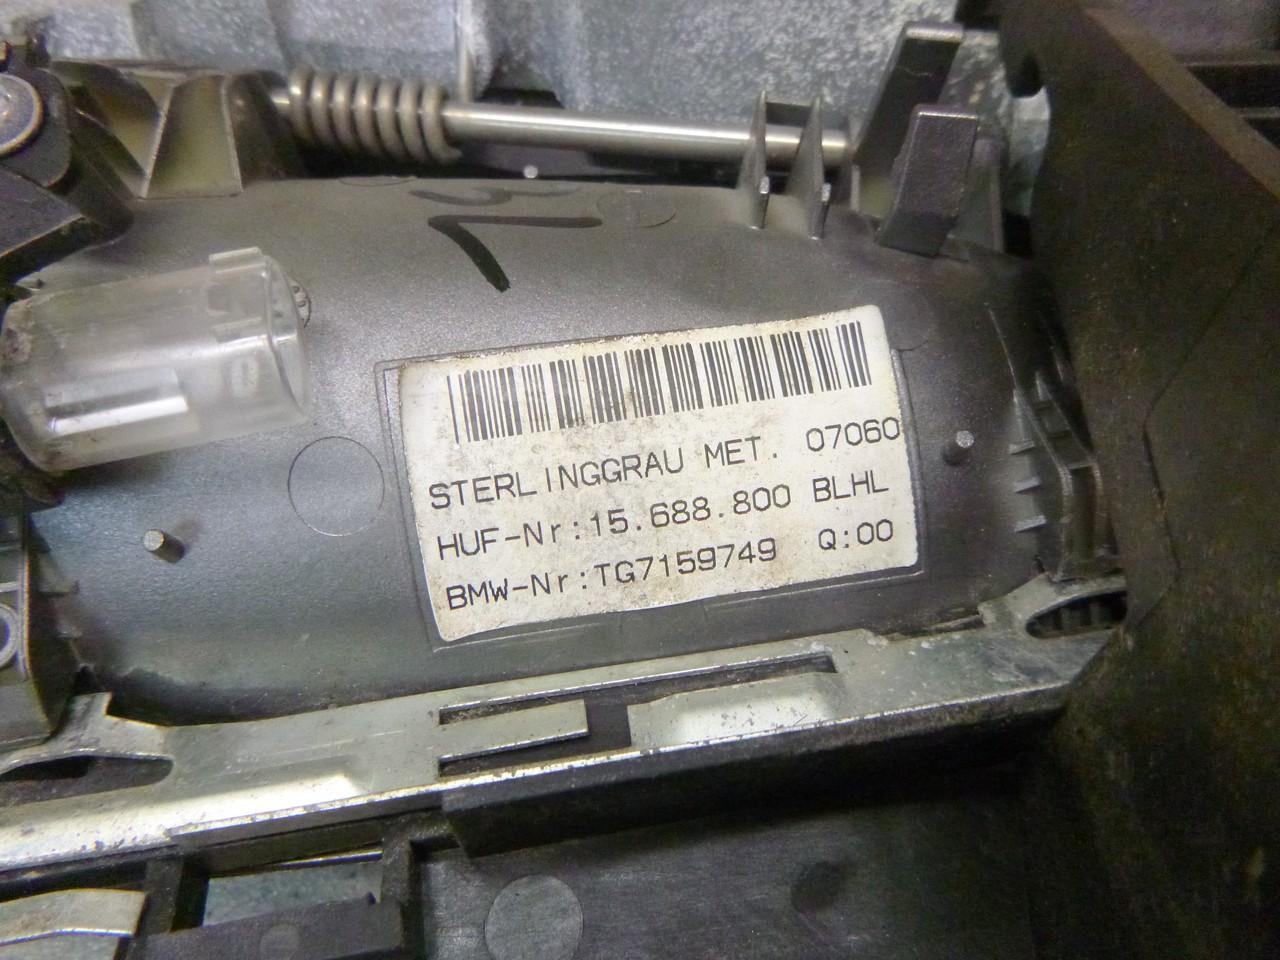 STERLINGGRAU MET. 07060
HUF-Nr:15.688.800 BLHL
BMW-Nr:TG7159749 Q:00